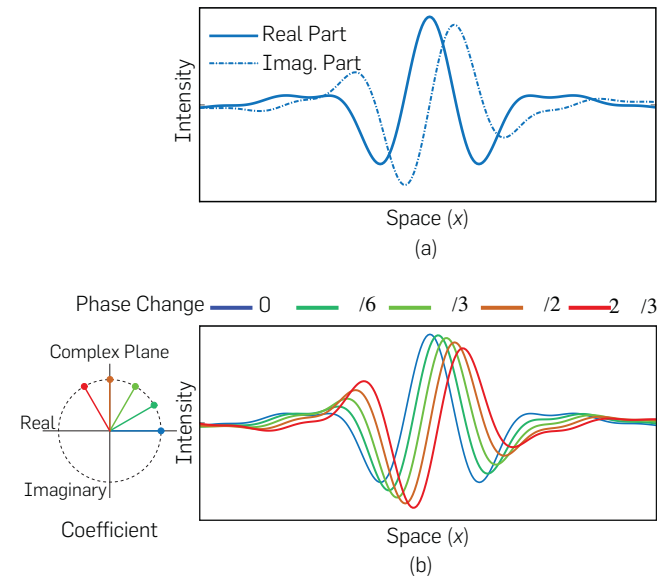 Real Part
Imag. Part
Intensity
Space (x)
(a)
Phase Change 0 /6 /3 /2 2 /3
Complex Plane
Real
Imaginary
Coefficient
Intensity
Space (x)
(b)